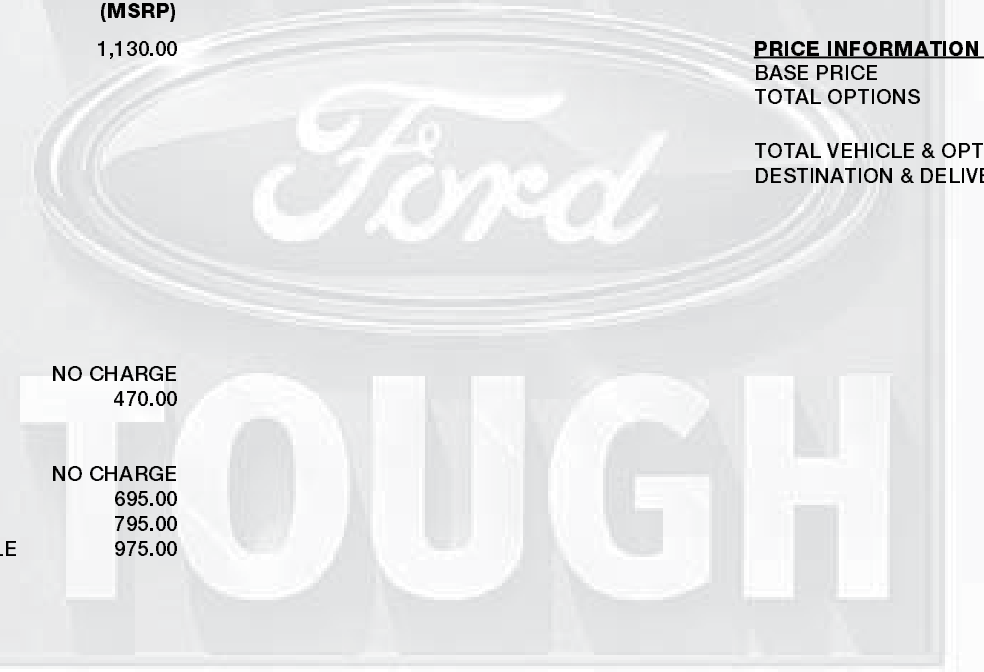 (MSRP)
1,130.00
PRICE INFORMATION
BASE PRICE
TOTAL OPTIONS
TOTAL VEHICLE & OPT
DESTINATION & DELIVE
Ford
NO CHARGE
470.00
NO CHARGE
695.00
795.00
LE 975.00
TOUGH